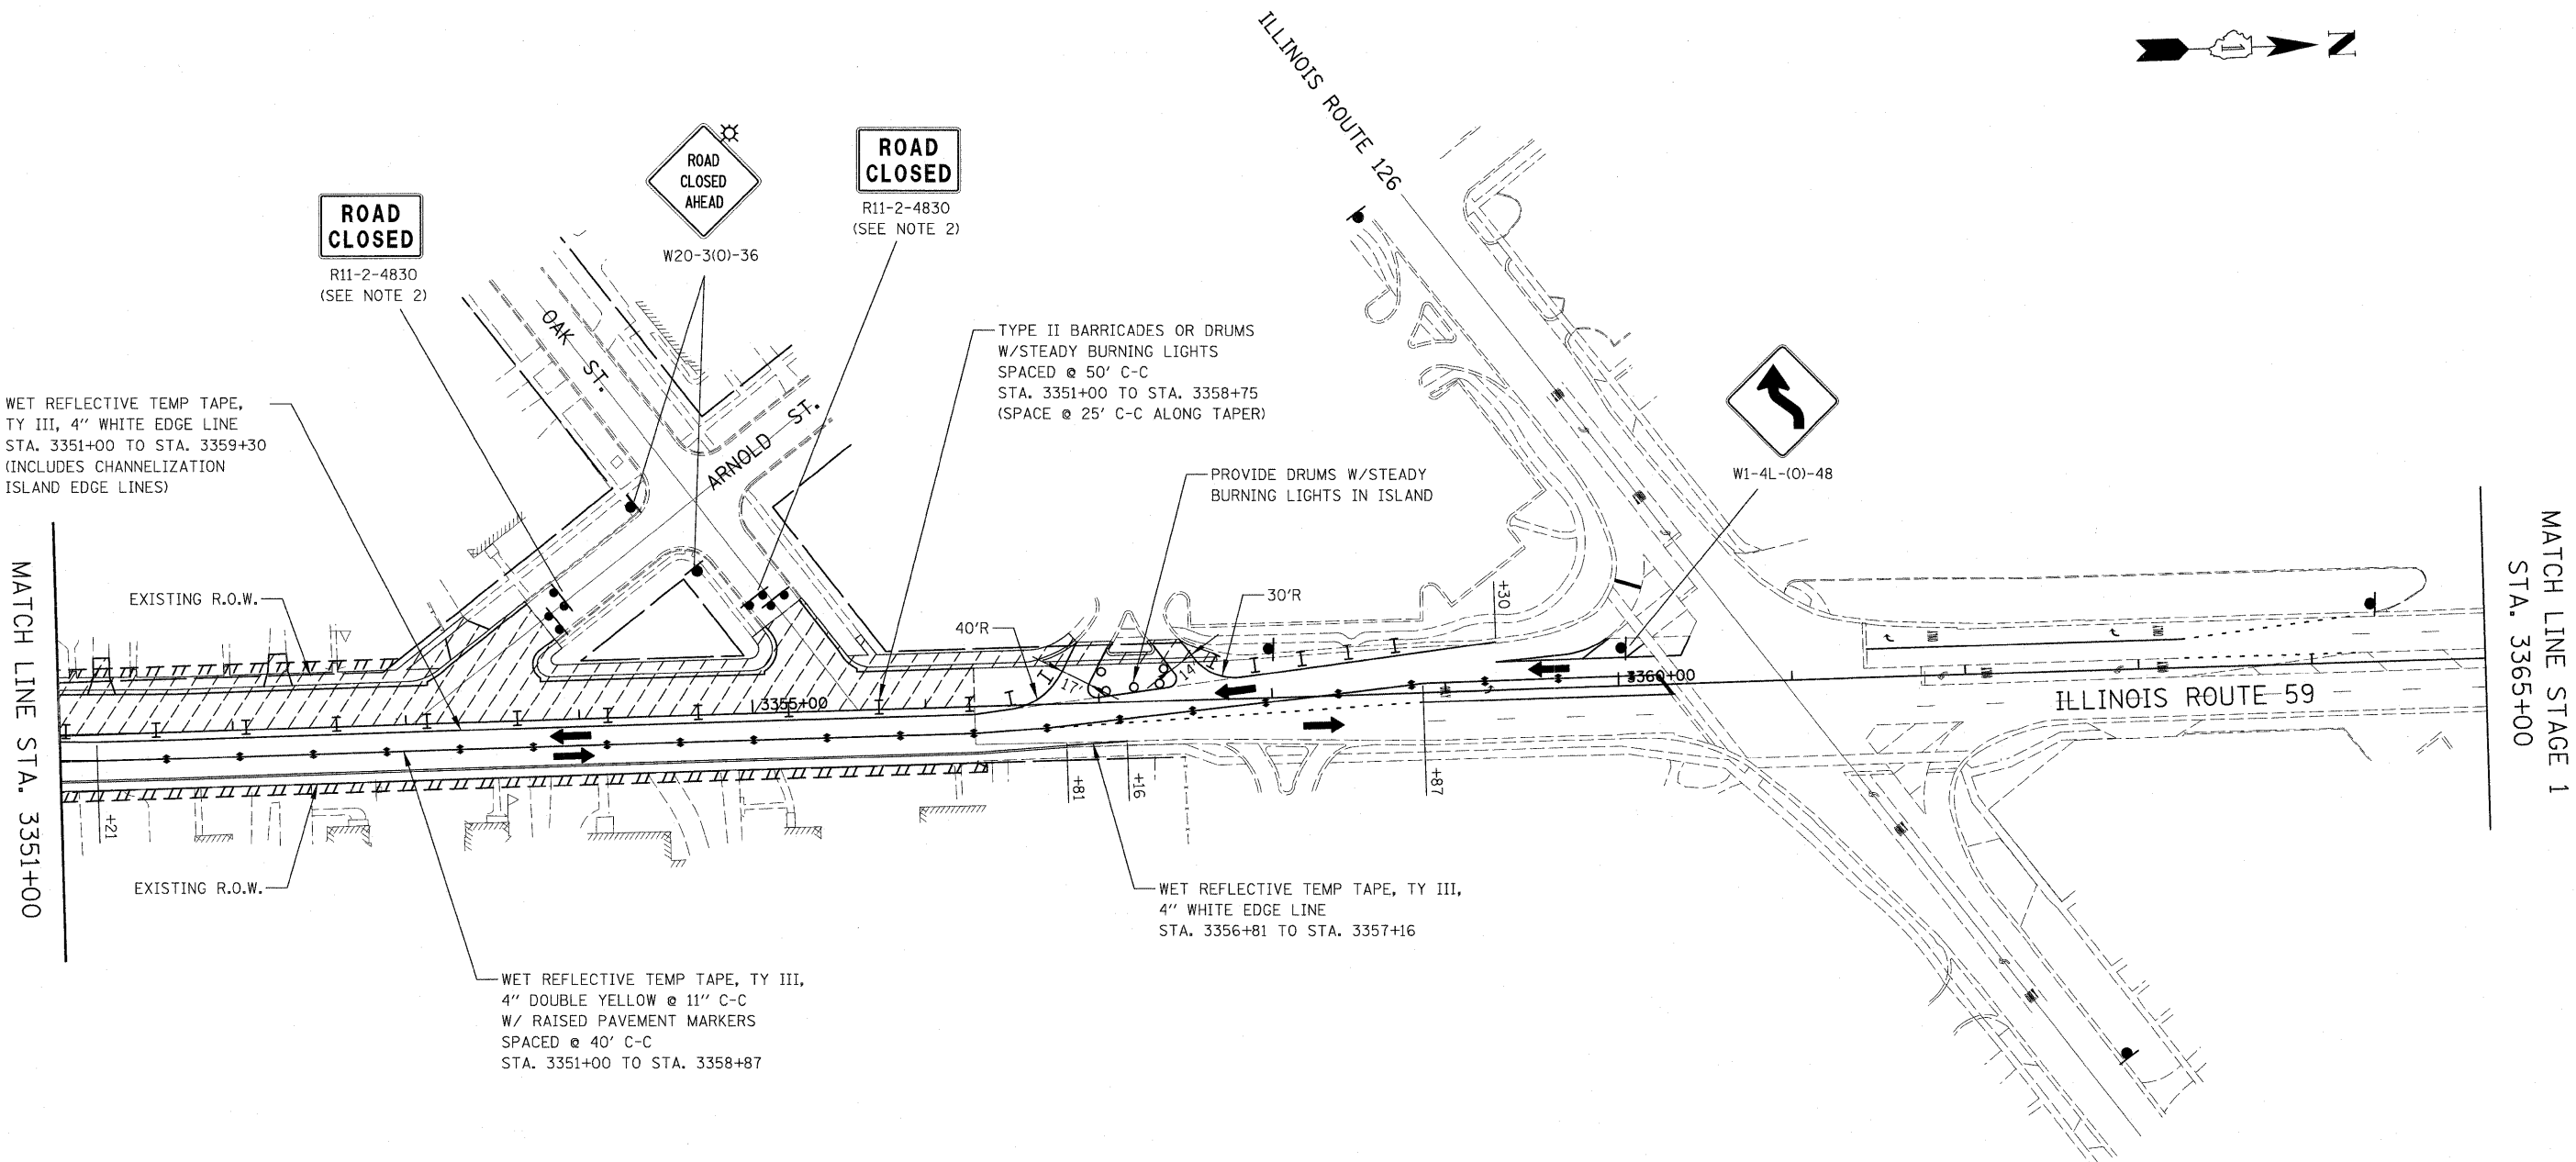 N
ILLINOIS ROUTE 126
ROAD
CLOSED
R11-2-4830
(SEE NOTE 2)
ROAD
CLOSED
AHEAD
W20-3(O)-36
ROAD
CLOSED
R11-2-4830
(SEE NOTE 2)
OAK ST.
ARNOLD ST.
TYPE II BARRICADES OR DRUMS
W/STEADY BURNING LIGHTS
SPACED @ 50' C-C
STA. 3351+00 TO STA. 3358+75
(SPACE @ 25' C-C ALONG TAPER)
WET REFLECTIVE TEMP TAPE,
TY III, 4" WHITE EDGE LINE
STA. 3351+00 TO STA. 3359+30
(INCLUDES CHANNELIZATION
ISLAND EDGE LINES)
PROVIDE DRUMS W/STEADY
BURNING LIGHTS IN ISLAND
W1-4L-(O)-48
MATCH LINE STA. 3351+00
MATCH LINE STAGE 1
STA. 3365+00
EXISTING R.O.W.
40'R
30'R
+30
17'
14'
3355+00
3360+00
ILLINOIS ROUTE 59
+21
+81
+16
+87
EXISTING R.O.W.
WET REFLECTIVE TEMP TAPE, TY III,
4" WHITE EDGE LINE
STA. 3356+81 TO STA. 3357+16
WET REFLECTIVE TEMP TAPE, TY III,
4" DOUBLE YELLOW @ 11" C-C
W/ RAISED PAVEMENT MARKERS
SPACED @ 40' C-C
STA. 3351+00 TO STA. 3358+87